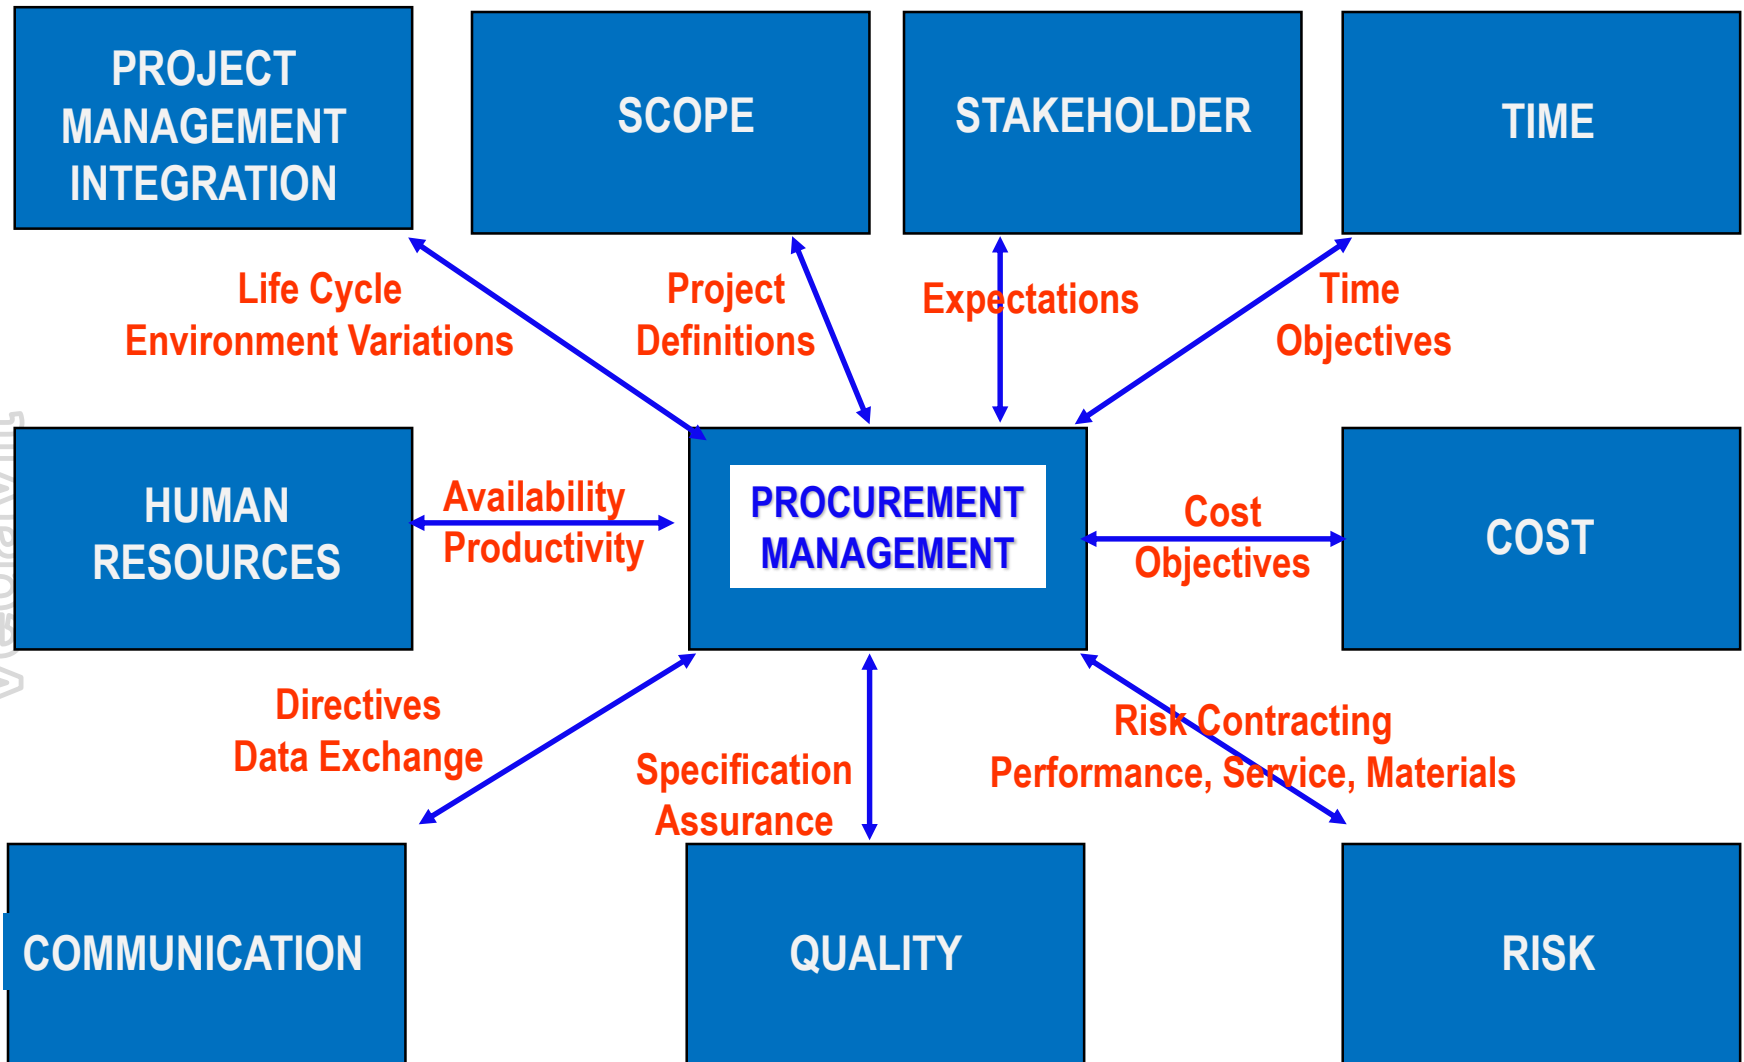 PROJECT
MANAGEMENT
INTEGRATION
SCOPE
STAKEHOLDER
TIME
Life Cycle
Environment Variations
Project
Definitions
Expectations
Time
Objectives
HUMAN
RESOURCES
Availability
Productivity
PROCUREMENT
MANAGEMENT
Cost
Objectives
COST
Directives
Data Exchange
Specification
Assurance
Risk Contracting
Performance, Service, Materials
COMMUNICATION
QUALITY
RISK